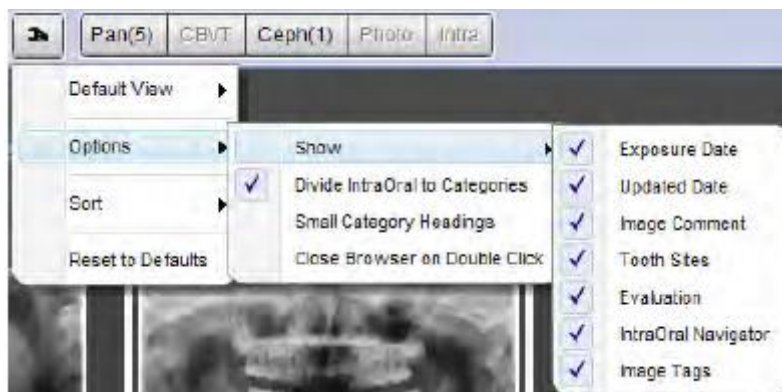 Pan(5) CBVT Ceph(1) Photo Intra
Default View
Options
Sort
Reset to Defaults
Show
Divide IntraOral to Categories
Small Category Headings
Close Browser on Double Click
Exposure Date
Updated Date
Image Comment
Tooth Sites
Evaluation
IntraOral Navigator
Image Tags